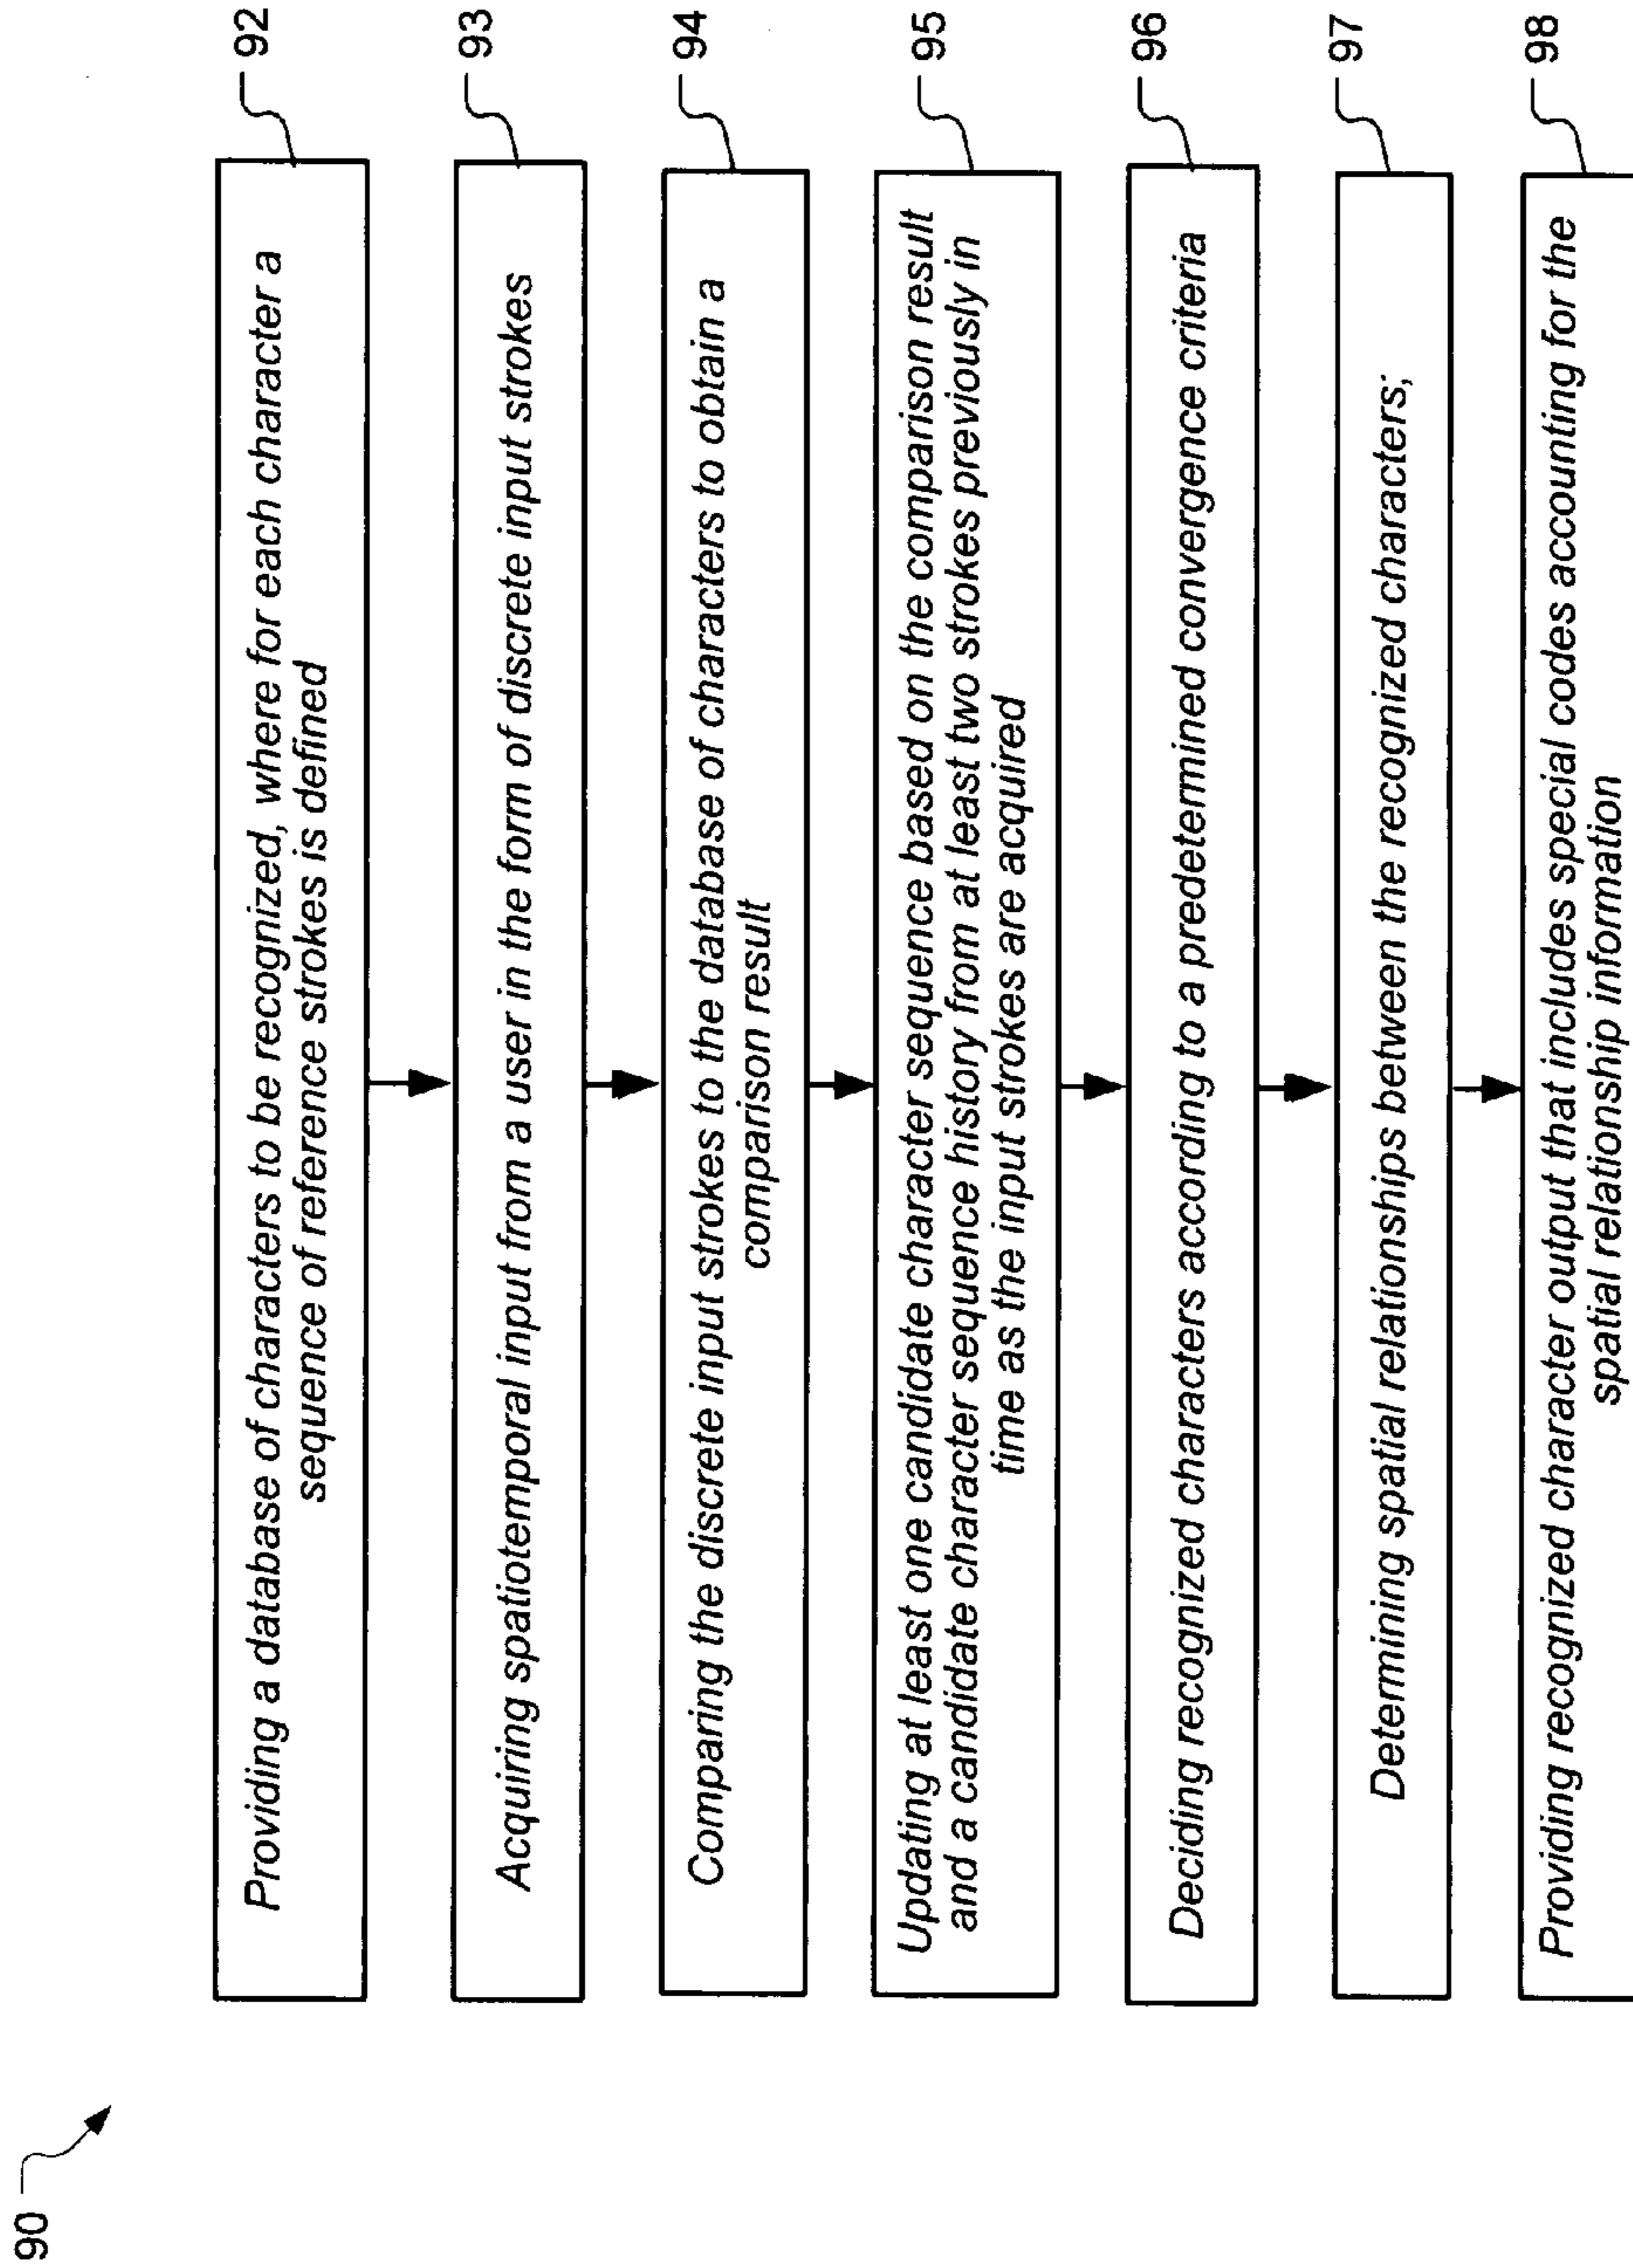 90
Providing a database of characters to be recognized, where for each character a
sequence of reference strokes is defined
92
Acquiring spatiotemporal input from a user in the form of discrete input strokes
93
Comparing the discrete input strokes to the database of characters to obtain a
comparison result
94
Updating at least one candidate character sequence based on the comparison result
and a candidate character sequence history from at least two strokes previously in
time as the input strokes are acquired
95
Deciding recognized characters according to a predetermined convergence criteria
96
Determining spatial relationships between the recognized characters;
97
Providing recognized character output that includes special codes accounting for the
spatial relationship information
98